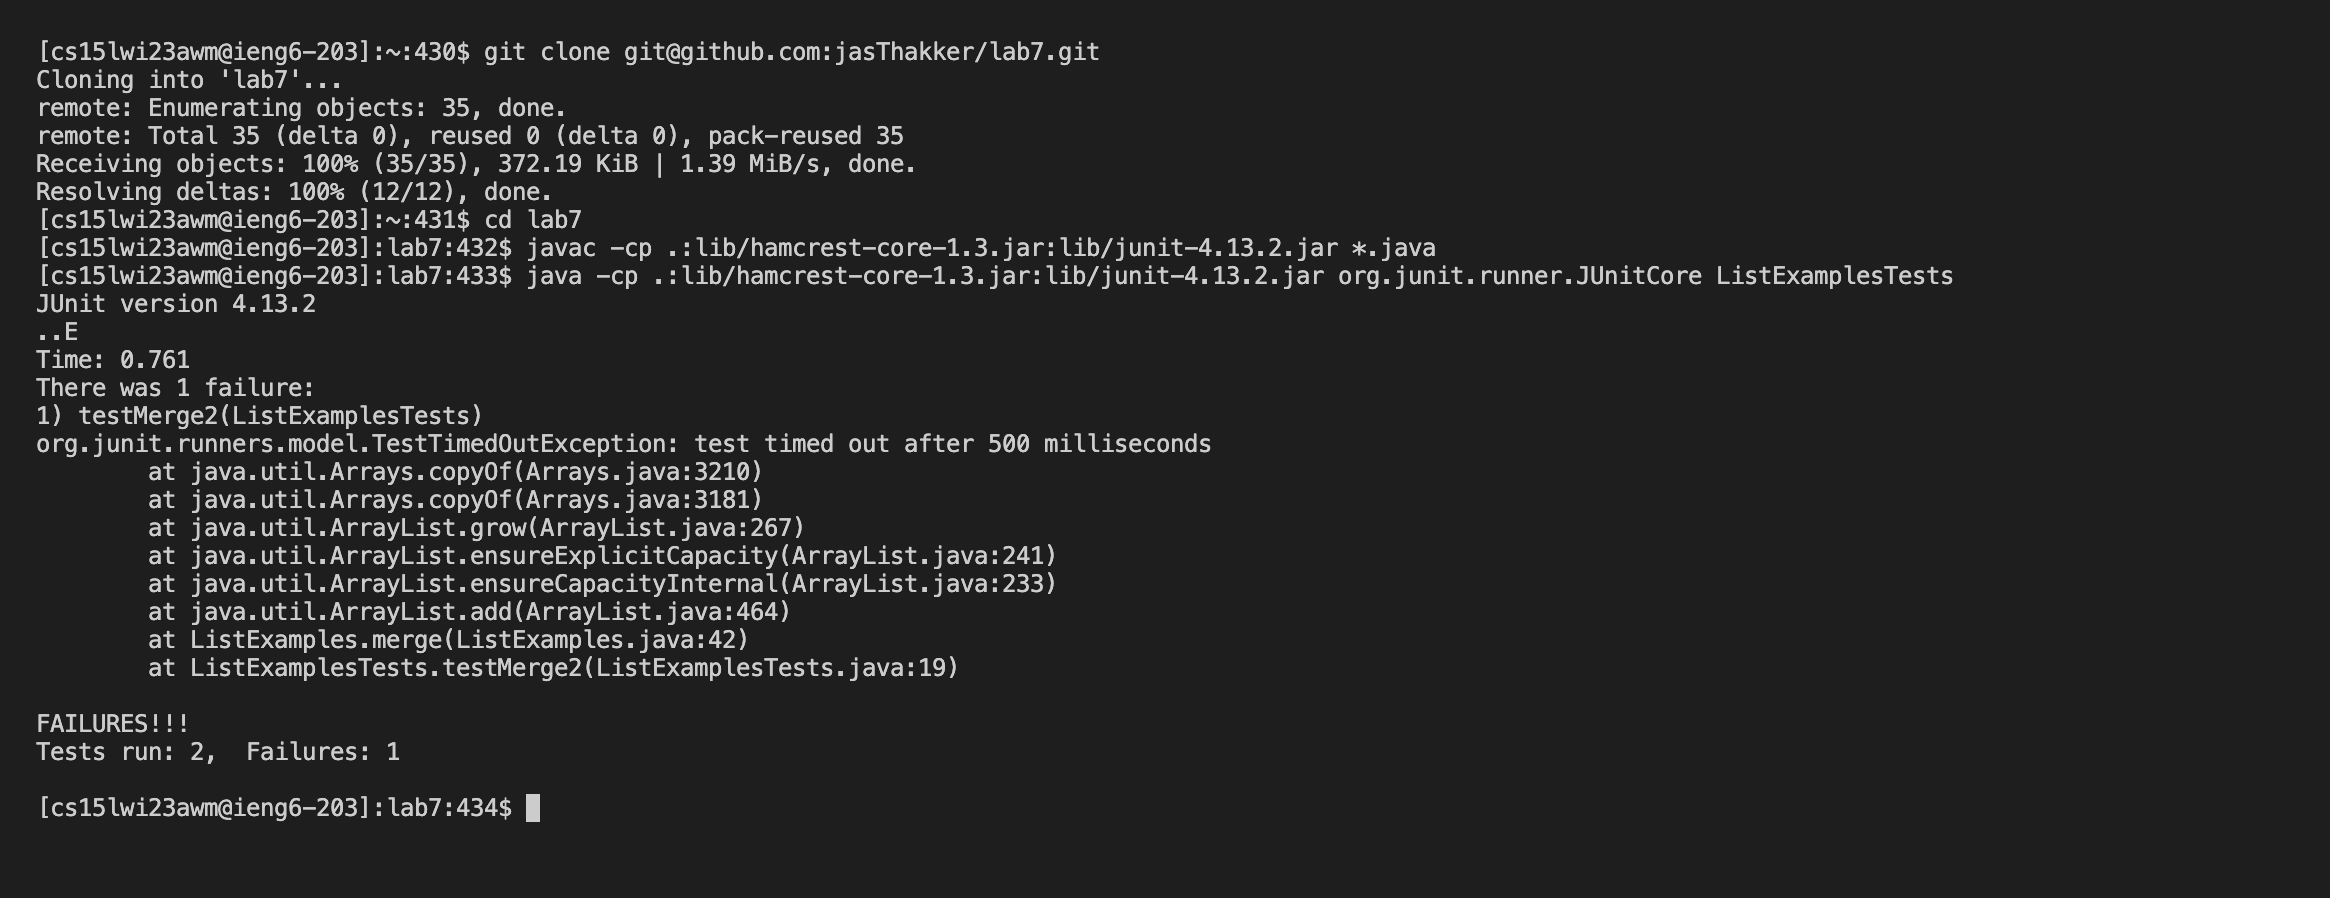 [cs15lwi23awm@ieng6-203]:~:430$ git clone git@github.com:jasThakker/lab7.git
Cloning into 'lab7'...
remote: Enumerating objects: 35, done.
remote: Total 35 (delta 0), reused 0 (delta 0), pack-reused 35
Receiving objects: 100% (35/35), 372.19 KiB | 1.39 MiB/s, done.
Resolving deltas: 100% (12/12), done.
[cs15lwi23awm@ieng6-203]:~:431$ cd lab7
[cs15lwi23awm@ieng6-203]:lab7:432$ javac -cp .:lib/hamcrest-core-1.3.jar:lib/junit-4.13.2.jar *.java
[cs15lwi23awm@ieng6-203]:lab7:433$ java -cp .:lib/hamcrest-core-1.3.jar:lib/junit-4.13.2.jar org.junit.runner.JUnitCore ListExamplesTests
JUnit version 4.13.2
..E
Time: 0.761
There was 1 failure:
1) testMerge2(ListExamplesTests)
org.junit.runners.model.TestTimedOutException: test timed out after 500 milliseconds
        at java.util.Arrays.copyOf(Arrays.java:3210)
        at java.util.Arrays.copyOf(Arrays.java:3181)
        at java.util.ArrayList.grow(ArrayList.java:267)
        at java.util.ArrayList.ensureExplicitCapacity(ArrayList.java:241)
        at java.util.ArrayList.ensureCapacityInternal(ArrayList.java:233)
        at java.util.ArrayList.add(ArrayList.java:464)
        at ListExamples.merge(ListExamples.java:42)
        at ListExamplesTests.testMerge2(ListExamplesTests.java:19)

FAILURES!!!
Tests run: 2,  Failures: 1

[cs15lwi23awm@ieng6-203]:lab7:434$